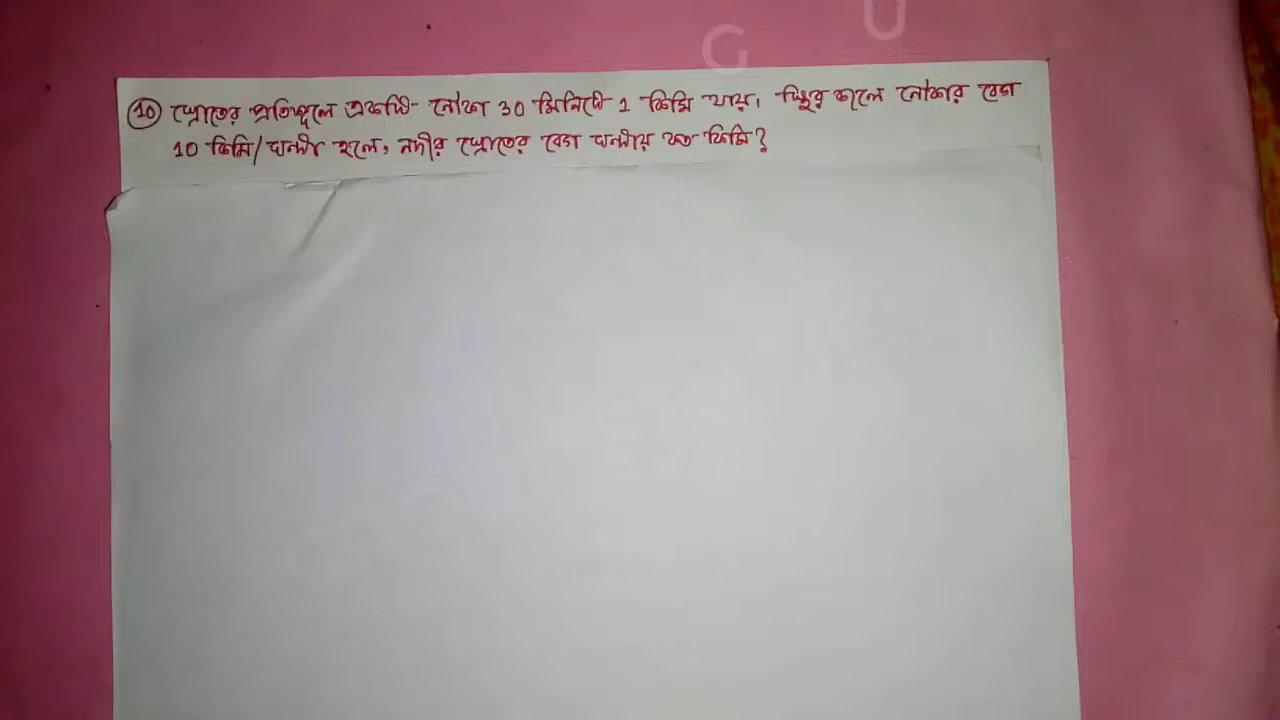 G U
10 স্রোতের প্রতিকূলে একটি নৌকা 30 মিনিটে 1 কিমি যায়। স্থির জলে নৌকার বেগ
10 কিমি/ঘন্টা হলে, নদীর স্রোতের বেগ ঘন্টায় কত কিমি?